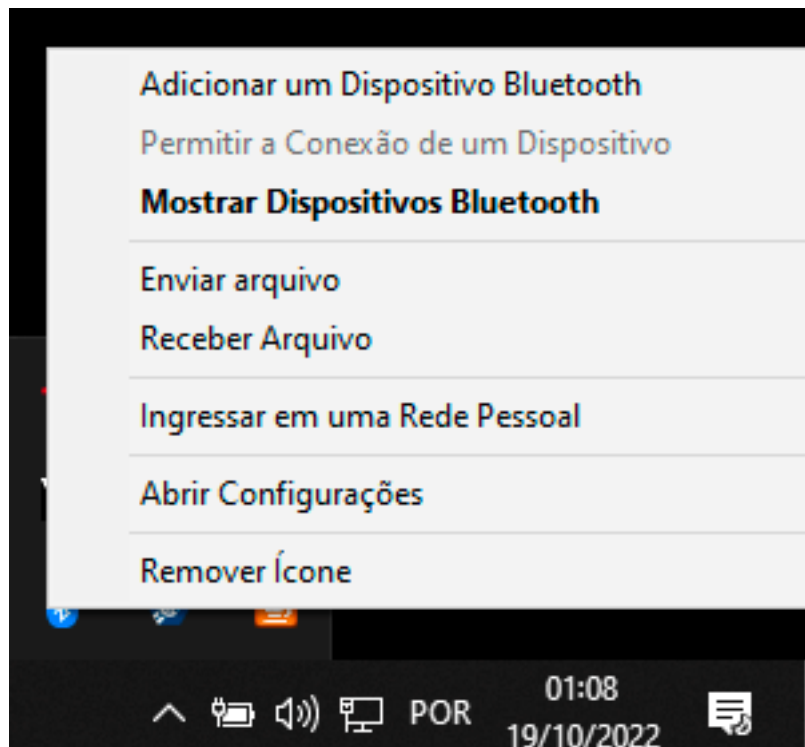 Adicionar um Dispositivo Bluetooth
Permitir a Conexão de um Dispositivo
Mostrar Dispositivos Bluetooth
Enviar arquivo
Receber Arquivo
Ingressar em uma Rede Pessoal
Abrir Configurações
Remover Ícone
POR
01:08
19/10/2022